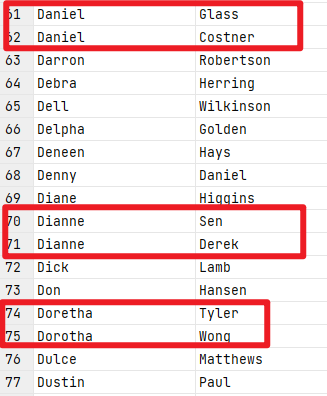 61 Daniel Glass
62 Daniel Costner
63 Darron Robertson
64 Debra Herring
65 Dell Wilkinson
66 Delpha Golden
67 Deneen Hays
68 Denny Daniel
69 Diane Higgins
70 Dianne Sen
71 Dianne Derek
72 Dick Lamb
73 Don Hansen
74 Doretha Tyler
75 Dorotha Wong
76 Dulce Matthews
77 Dustin Paul